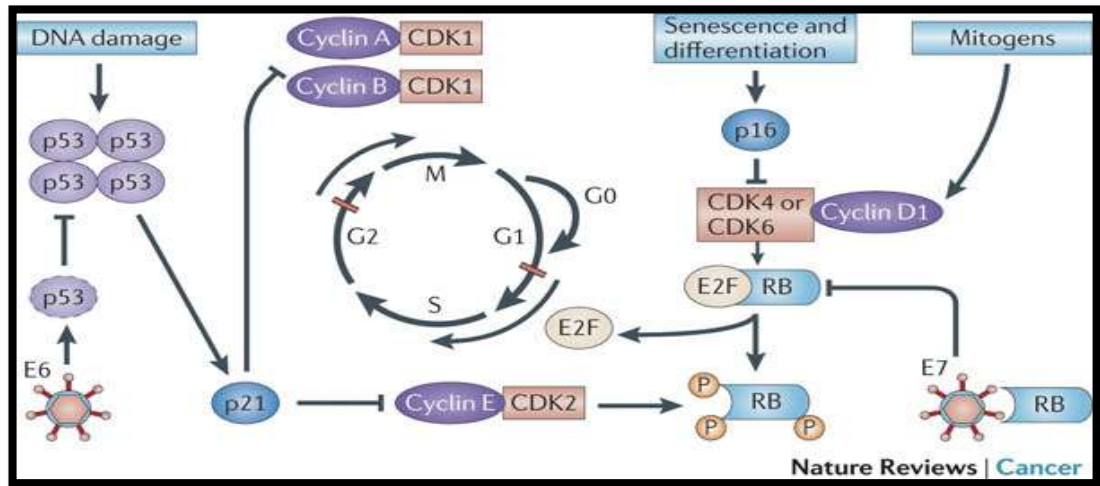 DNA damage
Cyclin A CDK1
Cyclin B CDK1
Senescence and
differentiation
Mitogens
p53 p53
p53 p53
p16
M
G0
G1
G2
S
CDK4 or
CDK6
Cyclin D1
p53
E2F RB
E2F
E6
E7
p21
Cyclin E CDK2
P
RB
P
P
RB
Nature Reviews | Cancer